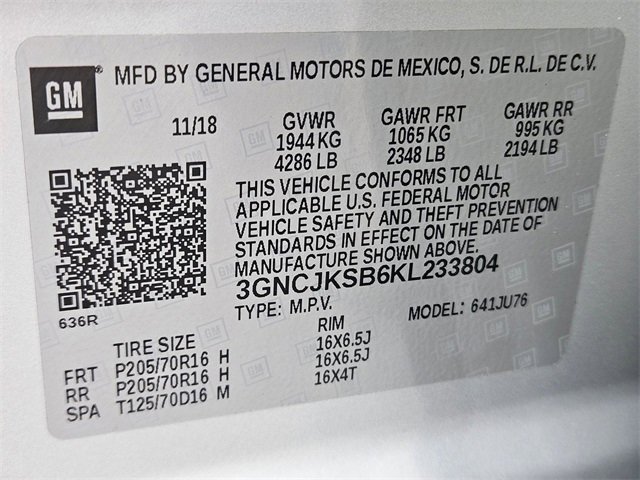 GM ® MFD BY GENERAL MOTORS DE MEXICO, S. DE R.L. DE C.V.
11/18 GVWR GAWR FRT GAWR RR
1944 KG 1065 KG 995 KG
4286 LB 2348 LB 2194 LB
THIS VEHICLE CONFORMS TO ALL
APPLICABLE U.S. FEDERAL MOTOR
VEHICLE SAFETY AND THEFT PREVENTION
STANDARDS IN EFFECT ON THE DATE OF
MANUFACTURE SHOWN ABOVE.
3GNCJKSB6KL233804
636R TYPE: M.P.V. MODEL: 641JU76
TIRE SIZE RIM
FRT P205/70R16 H 16X6.5J
RR P205/70R16 H 16X6.5J
SPA T125/70D16 M 16X4T